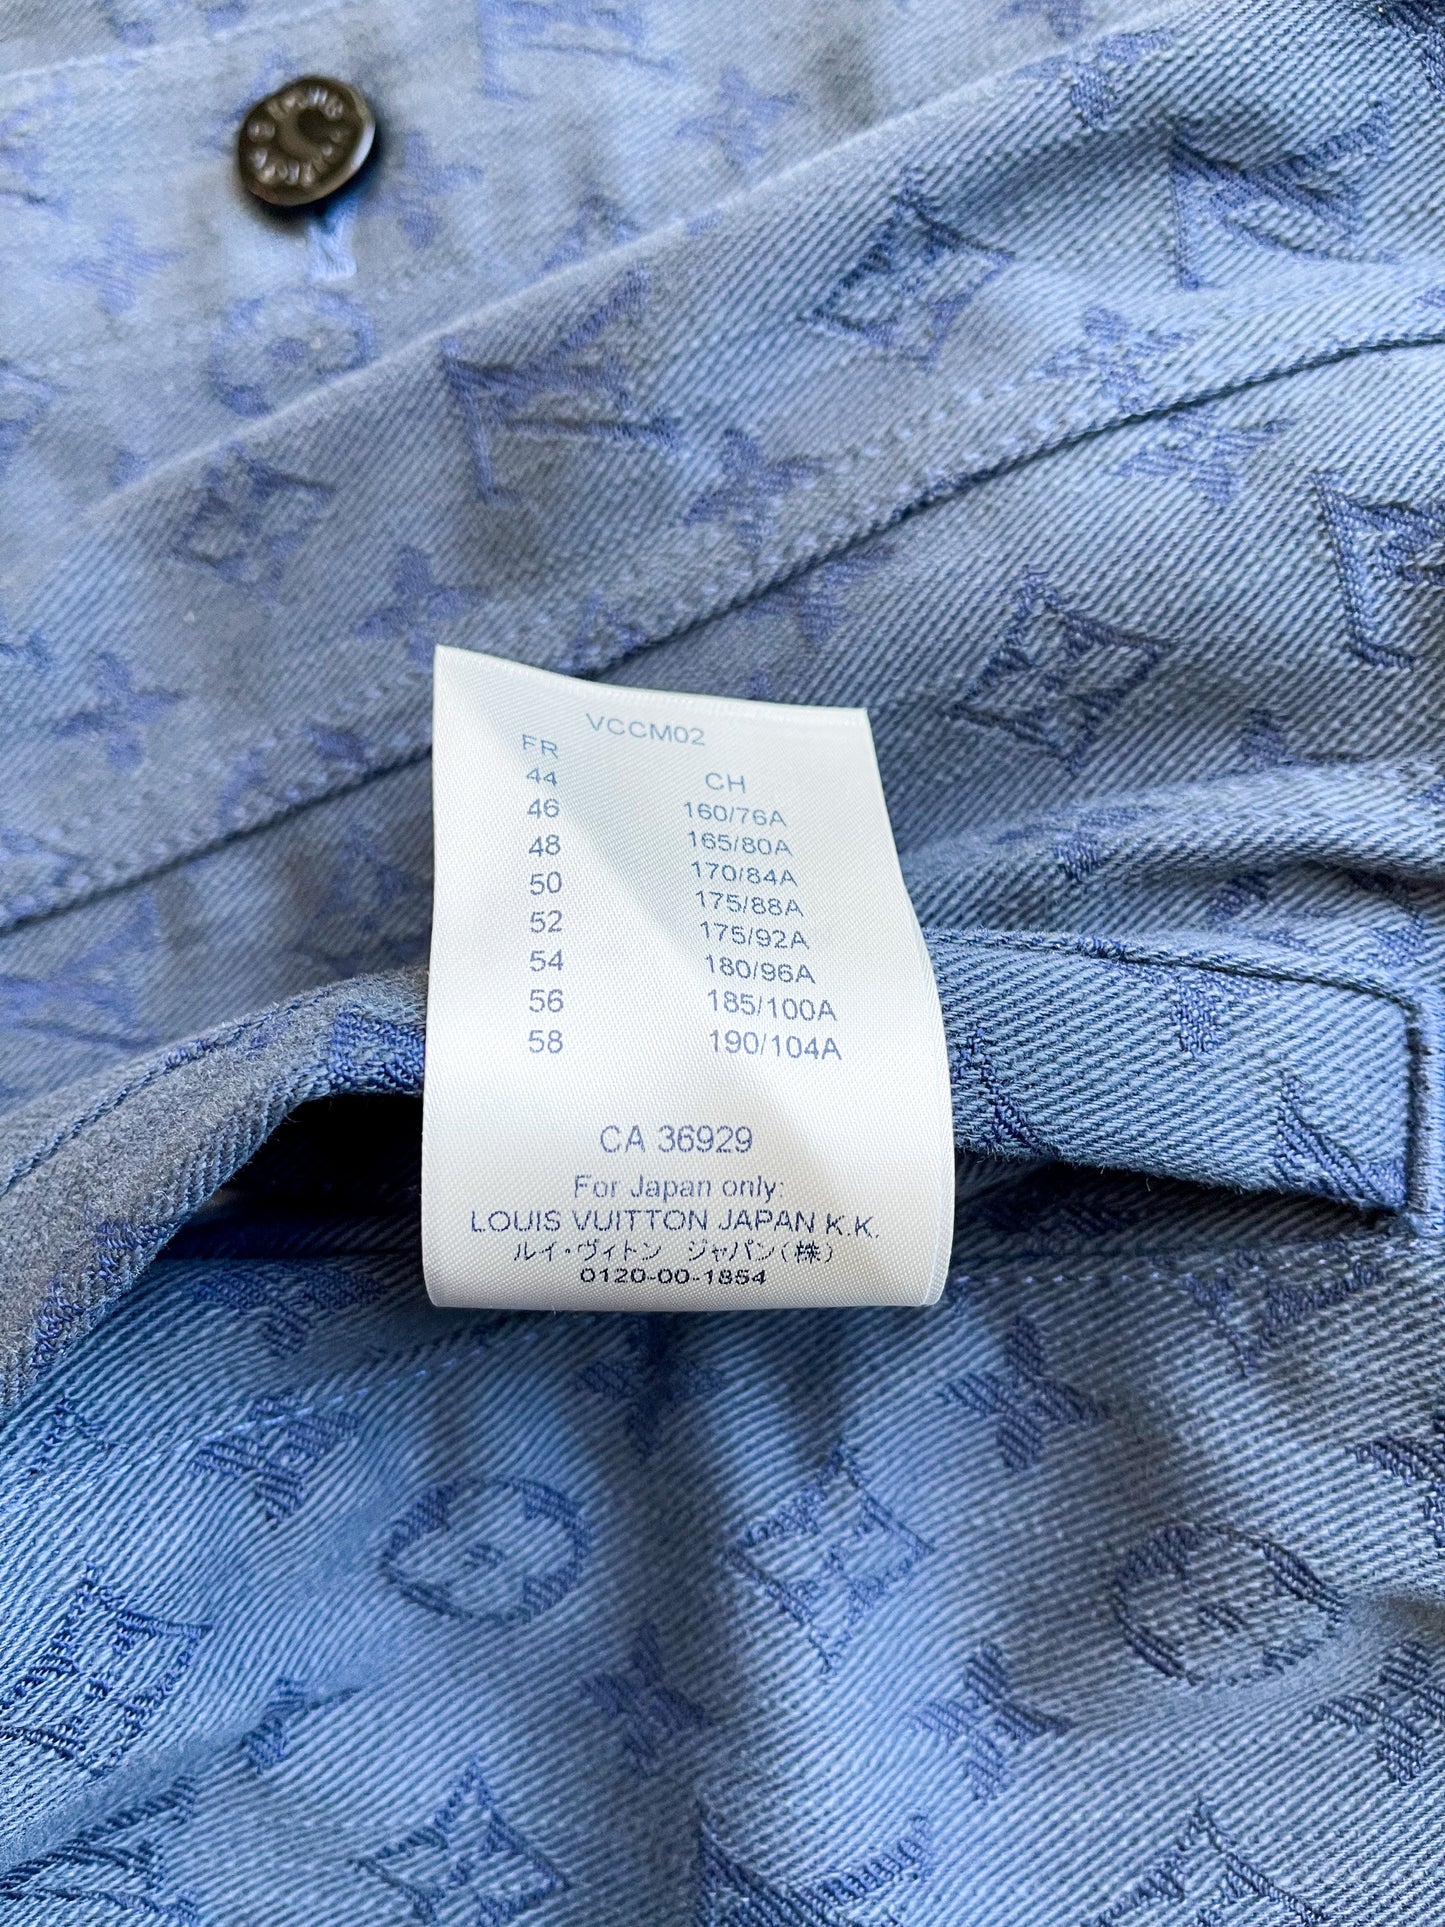 VCCM02
FR CH
44 160/76A
46 165/80A
48 170/84A
50 175/88A
52 175/92A
54 180/96A
56 185/100A
58 190/104A
CA 36929
For Japan only:
LOUIS VUITTON JAPAN K.K.
ルイ・ヴィトン ジャパン(株)
0120-00-1854